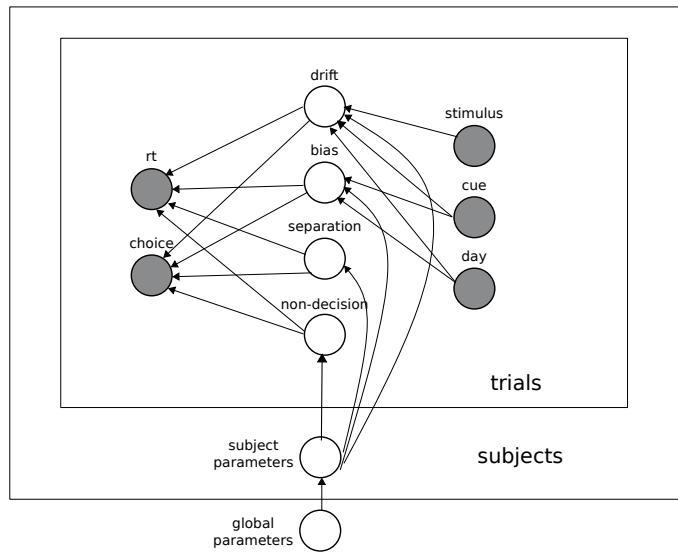 drift
stimulus
rt
bias
cue
separation
choice
day
non-decision
trials
subject
parameters
subjects
global
parameters